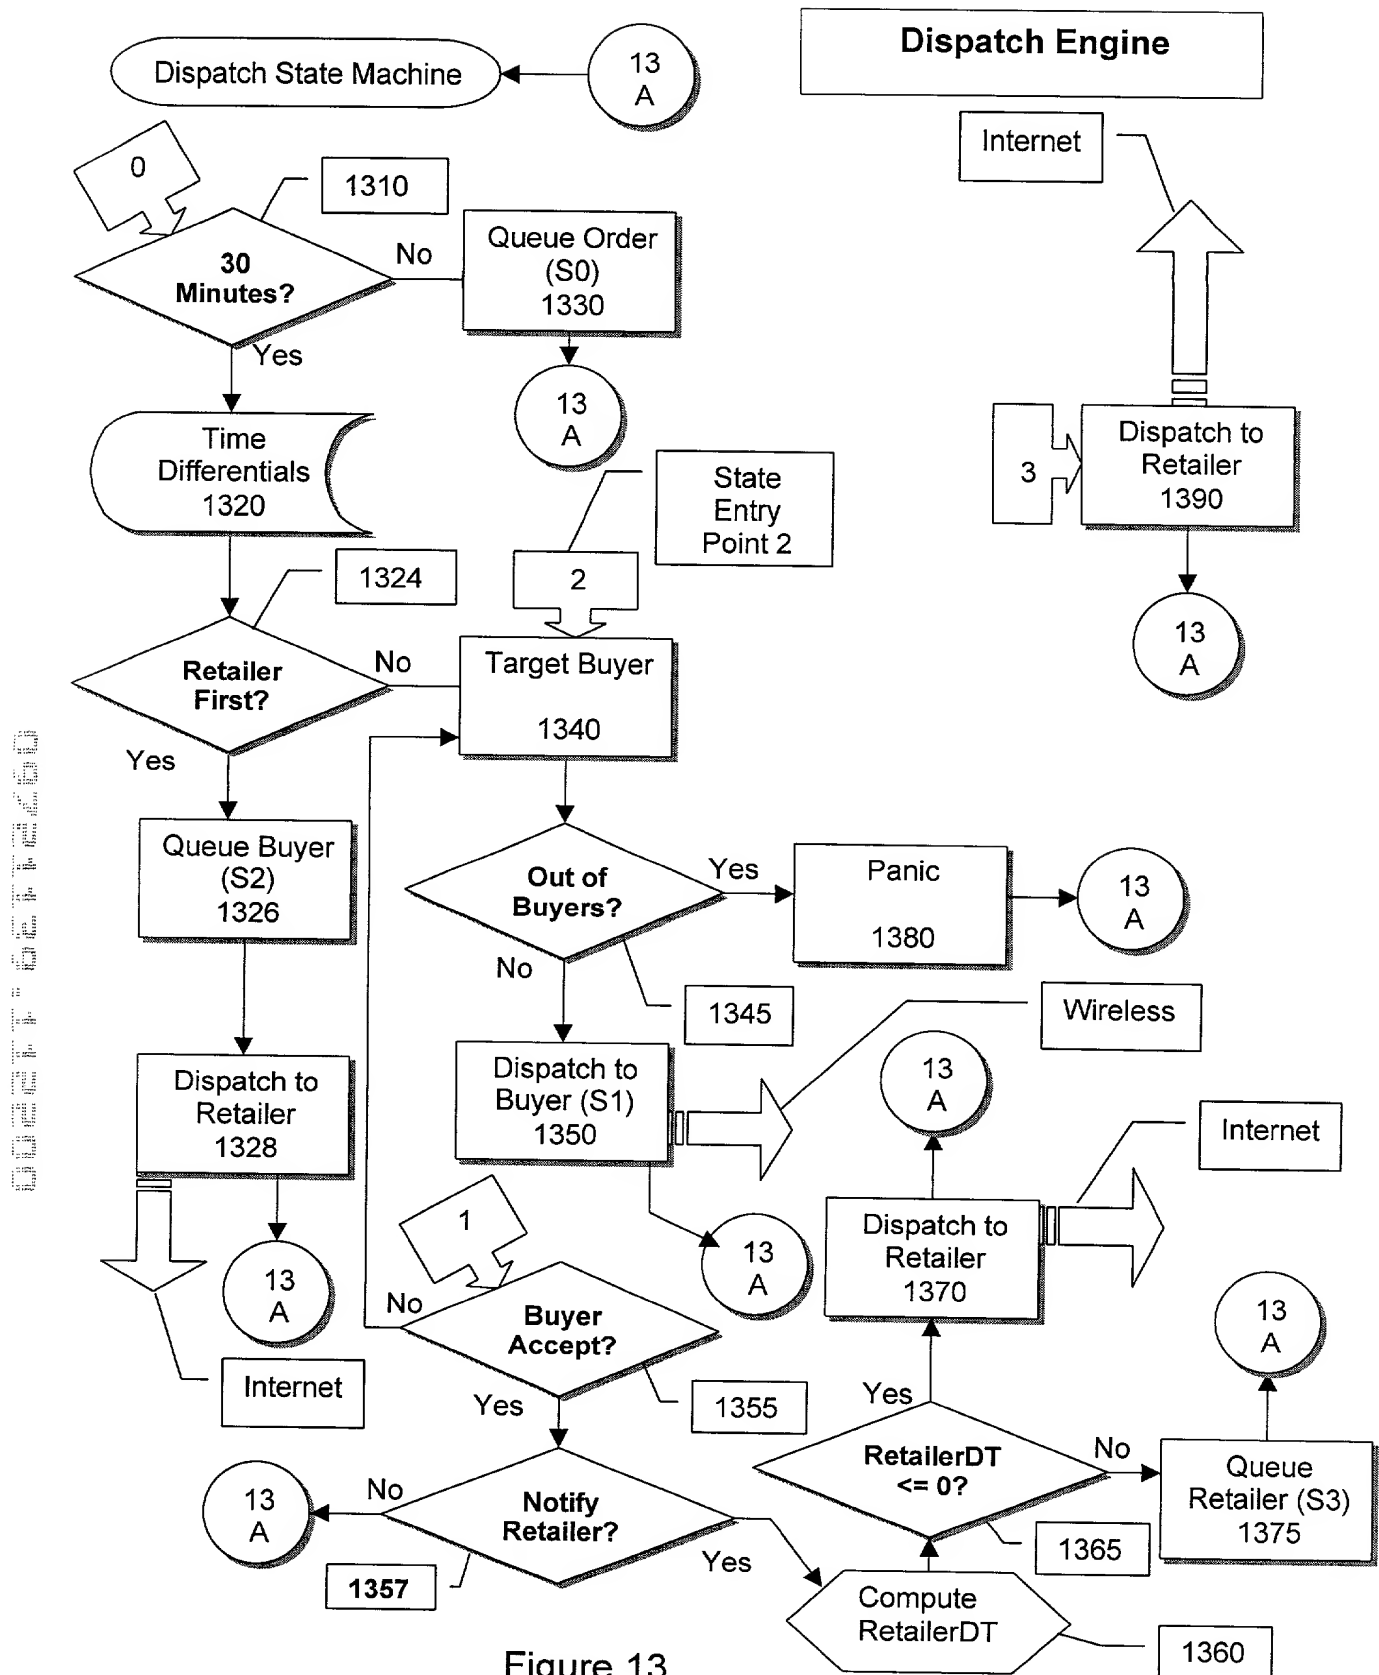 Dispatch State Machine
13
A
Dispatch Engine
Internet
0
1310
30
Minutes?
No
Queue Order
(S0)
1330
Yes
13
A
Time
Differentials
1320
State
Entry
Point 2
3
Dispatch to
Retailer
1390
1324
2
13
A
Retailer
First?
No
Target Buyer
1340
Yes
Queue Buyer
(S2)
1326
Out of
Buyers?
Yes
Panic
1380
13
A
No
1345
Wireless
Dispatch to
Retailer
1328
Dispatch to
Buyer (S1)
1350
13
A
Internet
1
13
A
Dispatch to
Retailer
1370
13
A
Internet
No
Buyer
Accept?
13
A
Yes
1355
Yes
RetailerDT
<= 0?
No
Queue
Retailer (S3)
1375
13
A
No
Notify
Retailer?
Yes
1365
1357
Compute
RetailerDT
1360
Figure 13